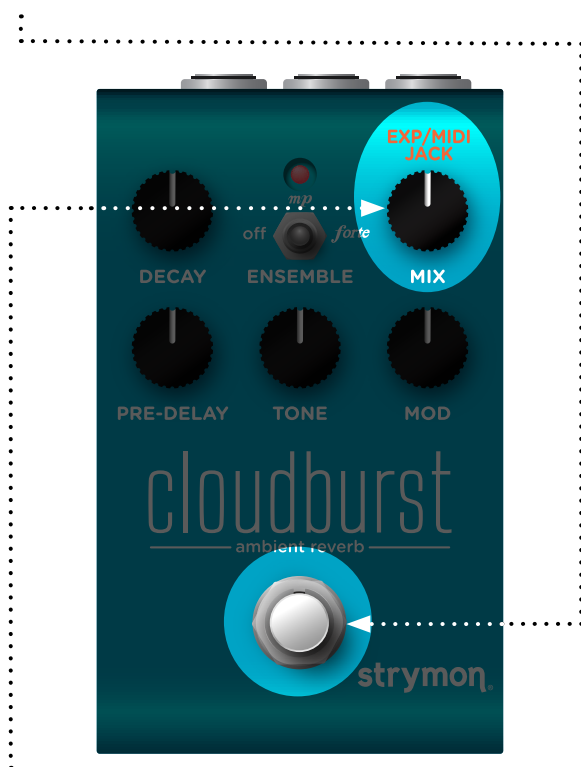 EXP/MIDI
JACK
mp
off forte
DECAY ENSEMBLE MIX
PRE-DELAY TONE MOD
cloudburst
ambient reverb
strymon®